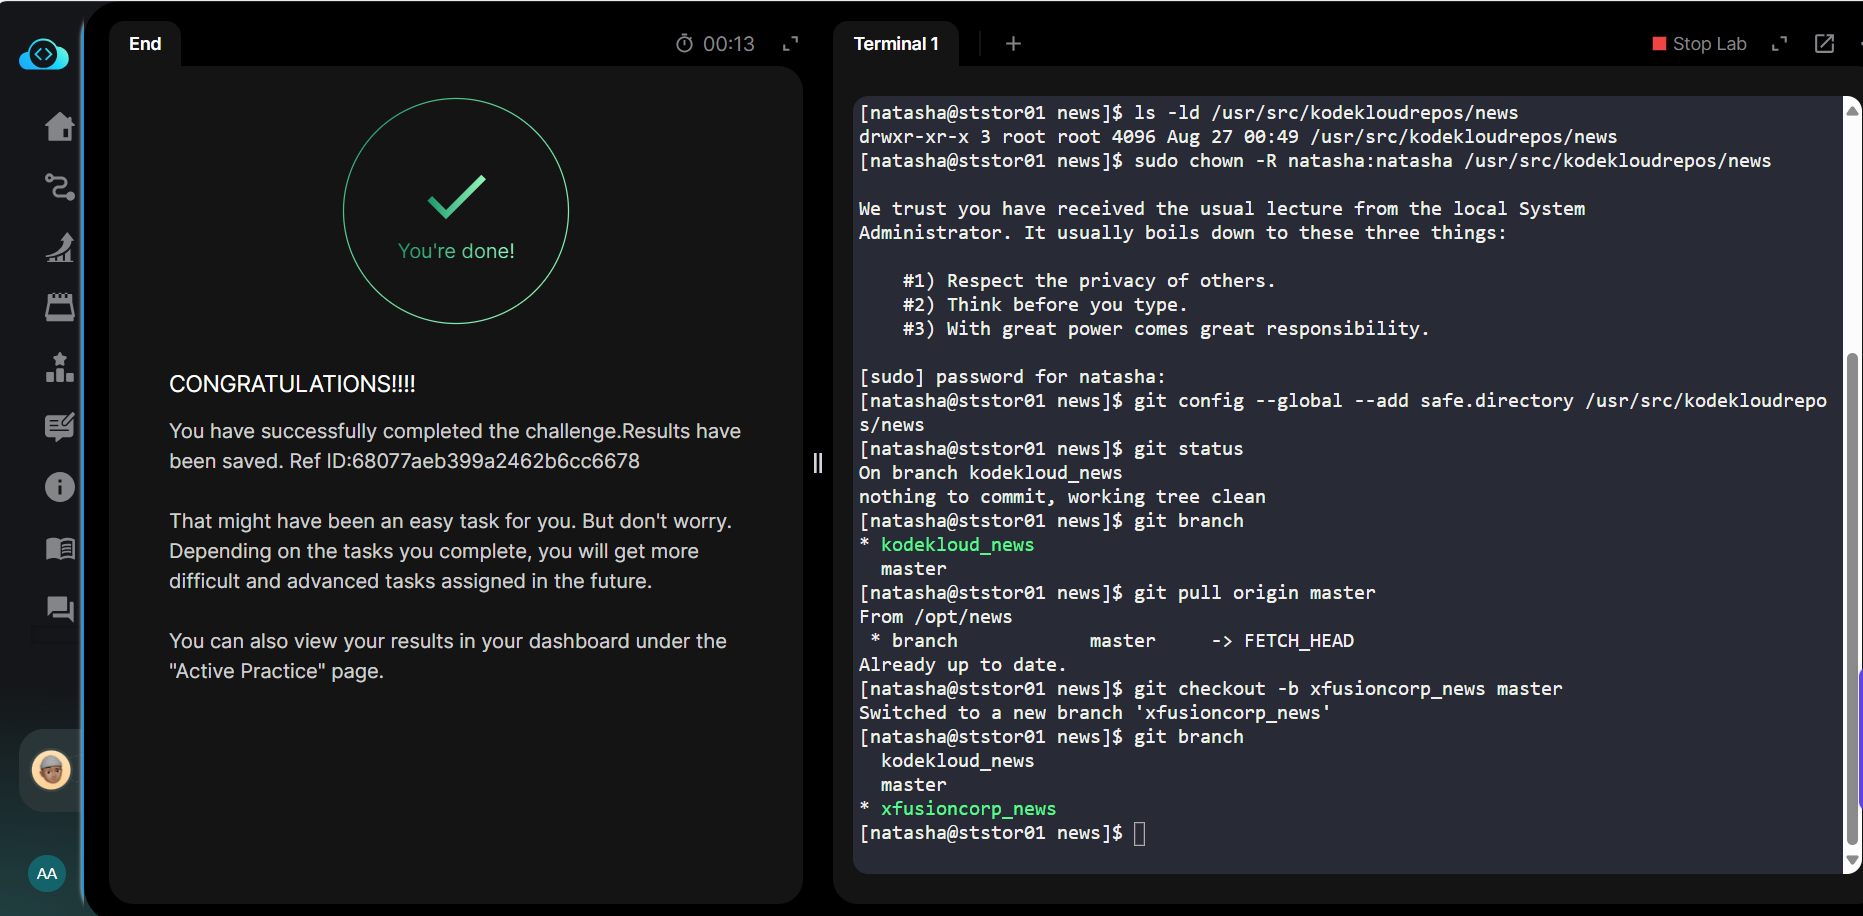 End
00:13
You're done!
CONGRATULATIONS!!!!
You have successfully completed the challenge.Results have
been saved. Ref ID:68077aeb399a2462b6cc6678
That might have been an easy task for you. But don't worry.
Depending on the tasks you complete, you will get more
difficult and advanced tasks assigned in the future.
You can also view your results in your dashboard under the
"Active Practice" page.
AA
Terminal 1
+
Stop Lab
[natasha@ststor01 news]$ ls -ld /usr/src/kodekloudrepos/news
drwxr-xr-x 3 root root 4096 Aug 27 00:49 /usr/src/kodekloudrepos/news
[natasha@ststor01 news]$ sudo chown -R natasha:natasha /usr/src/kodekloudrepos/news
We trust you have received the usual lecture from the local System
Administrator. It usually boils down to these three things:
#1) Respect the privacy of others.
#2) Think before you type.
#3) With great power comes great responsibility.
[sudo] password for natasha:
[natasha@ststor01 news]$ git config --global --add safe.directory /usr/src/kodekloudrepo
s/news
[natasha@ststor01 news]$ git status
On branch kodekloud_news
nothing to commit, working tree clean
[natasha@ststor01 news]$ git branch
* kodekloud_news
master
[natasha@ststor01 news]$ git pull origin master
From /opt/news
* branch            master     -> FETCH_HEAD
Already up to date.
[natasha@ststor01 news]$ git checkout -b xfusioncorp_news master
Switched to a new branch 'xfusioncorp_news'
[natasha@ststor01 news]$ git branch
kodekloud_news
master
* xfusioncorp_news
[natasha@ststor01 news]$